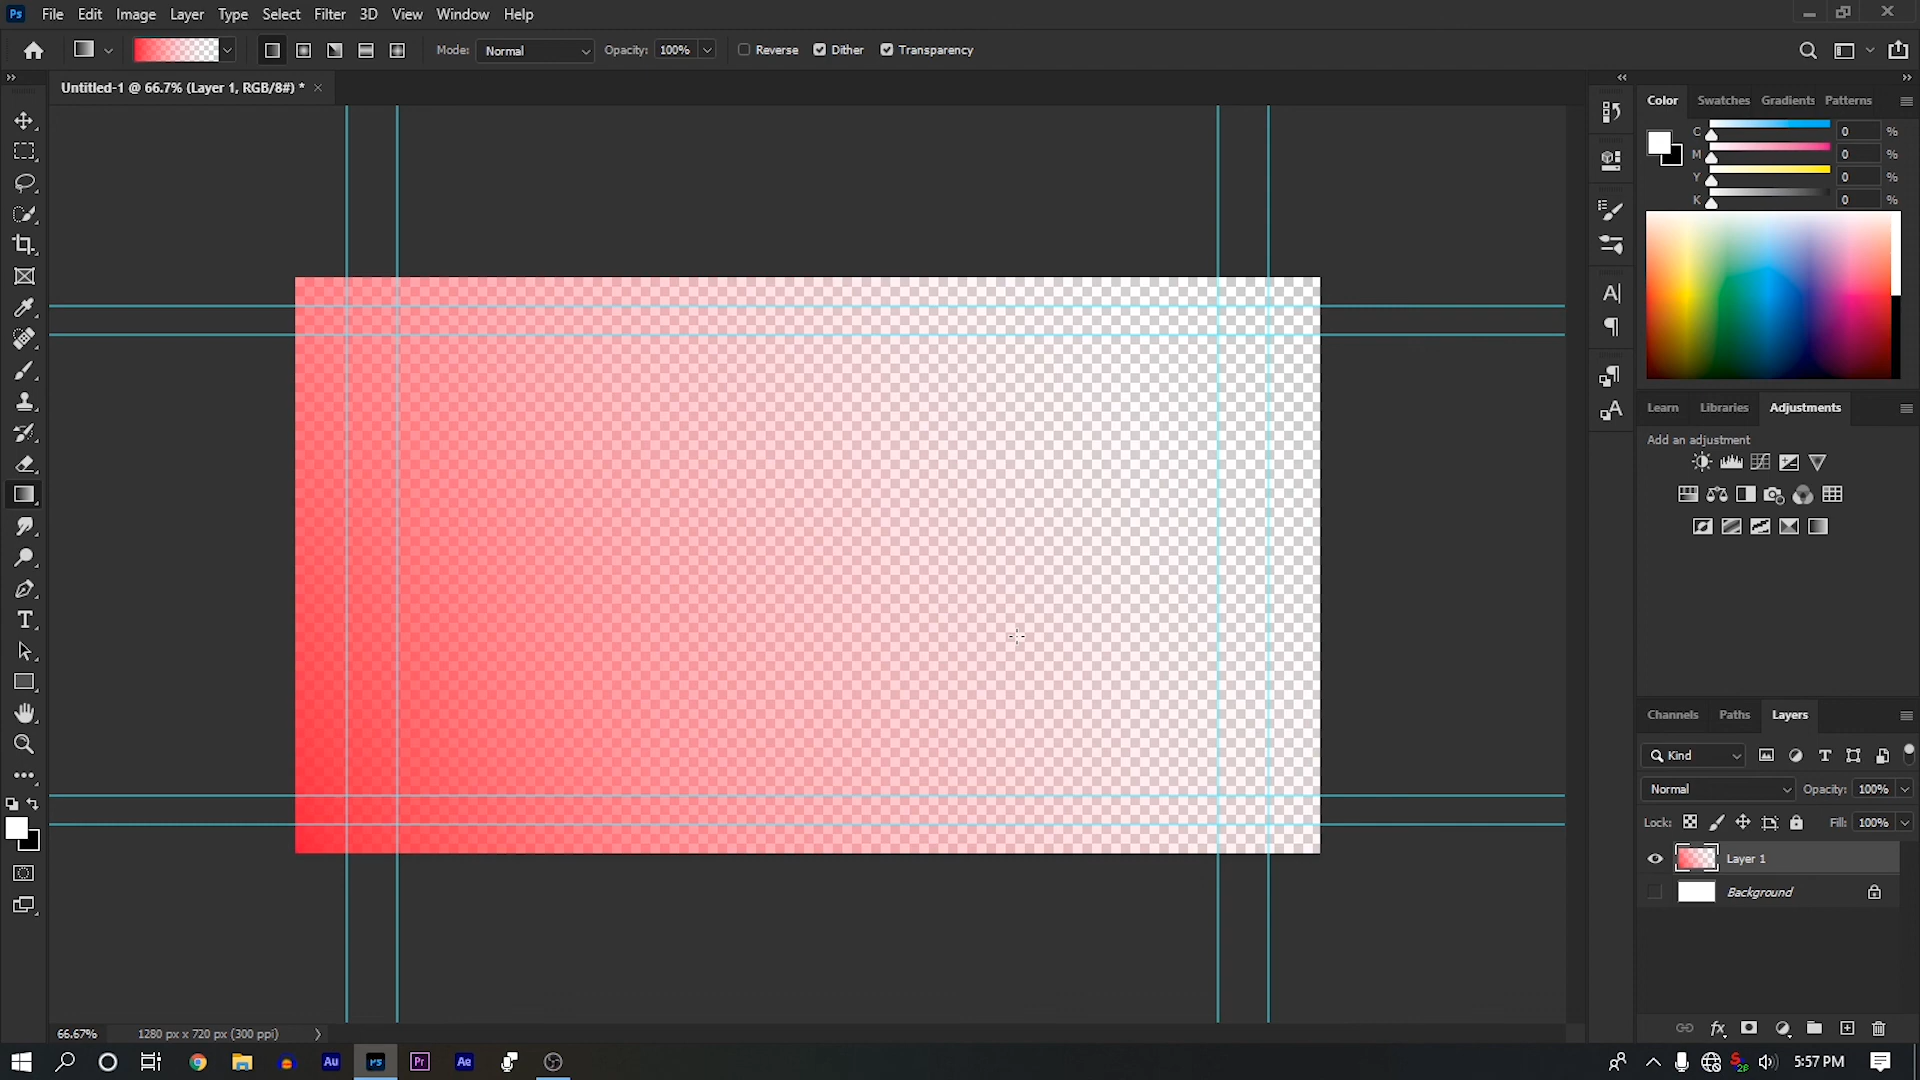 Ps File Edit Image Layer Type Select Filter 3D View Window Help
Mode: Normal Opacity: 100% Reverse Dither Transparency
Untitled-1 @ 66.7% (Layer 1, RGB/8#) * ×
Color Swatches Gradients Patterns
C 0 %
M 0 %
Y 0 %
K 0 %
Learn Libraries Adjustments
Add an adjustment
Channels Paths Layers
Kind
Normal Opacity: 100%
Lock: Fill: 100%
Layer 1
Background
fx
66.67% 1280 px x 720 px (300 ppi)
Au Ps Pr Ae 5:57 PM